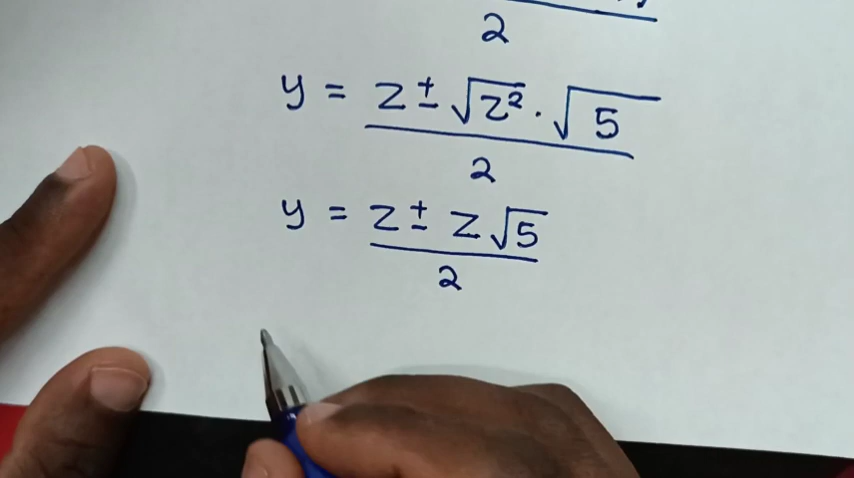 2
y = z ± √z² · √5
2
y = z ± z√5
2